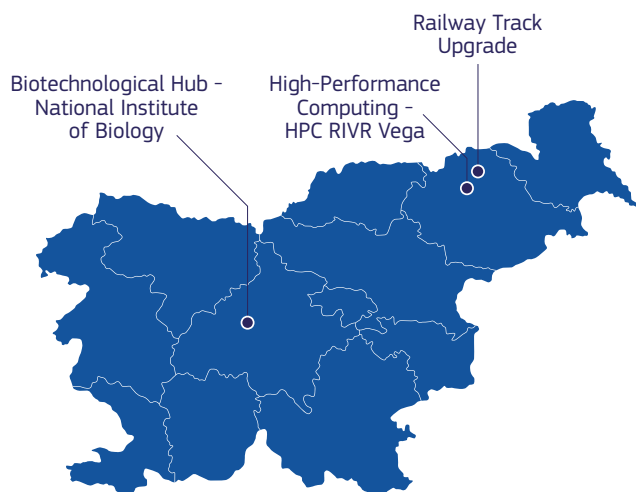 Railway Track
Upgrade
Biotechnological Hub -
National Institute
of Biology
High-Performance
Computing -
HPC RIVR Vega